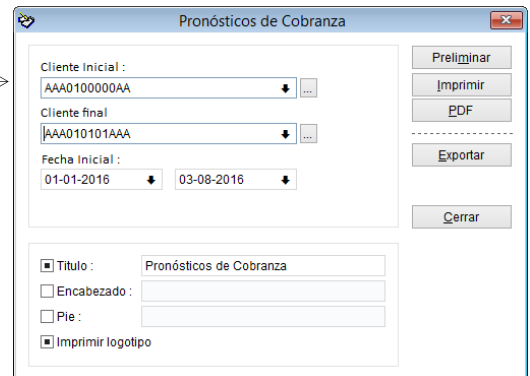 Pronósticos de Cobranza
Cliente Inicial :
AAA0100000AA
...
Cliente final
AAA010101AAA
...
Fecha Inicial :
01-01-2016 03-08-2016
Preliminar
Imprimir
PDF
Exportar
Cerrar
Titulo : Pronósticos de Cobranza
Encabezado :
Pie :
Imprimir logotipo